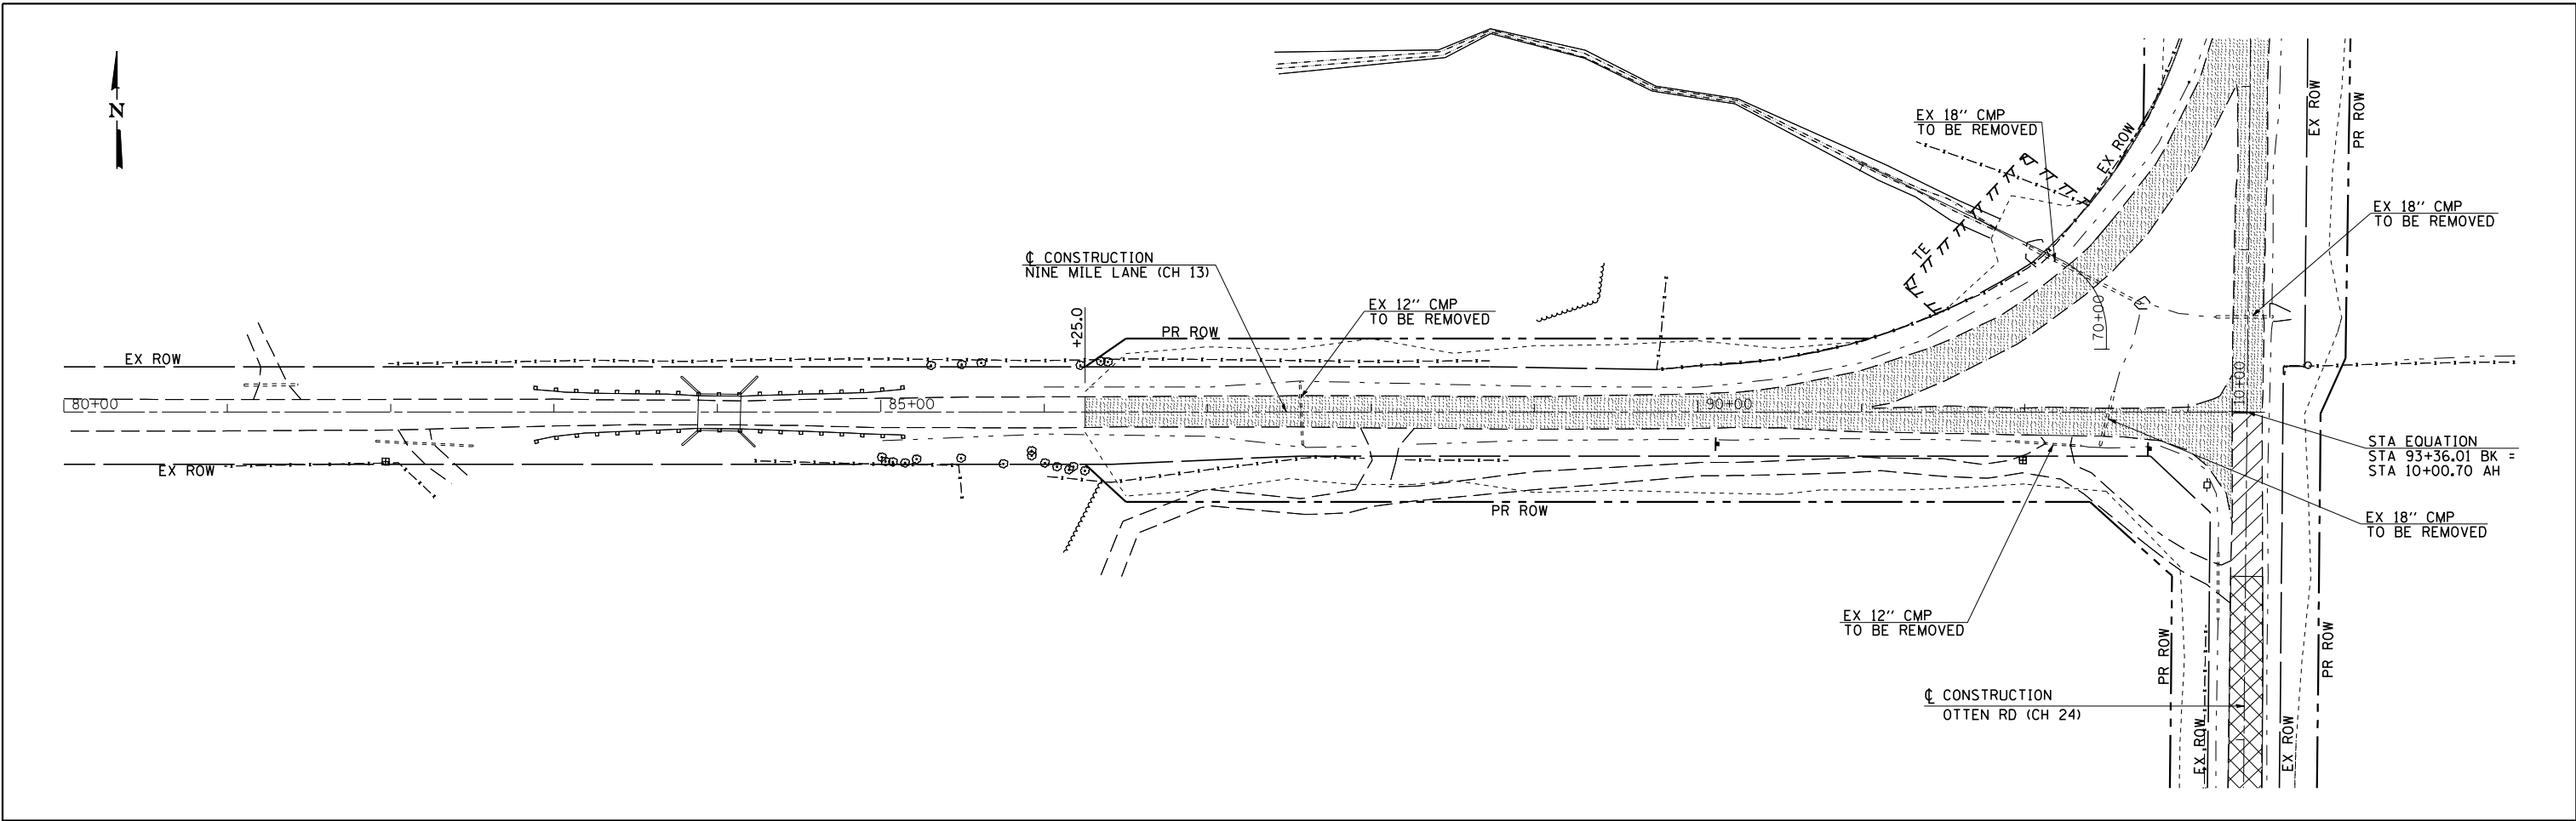 N
EX 18" CMP
TO BE REMOVED
EX ROW
EX ROW
PR ROW
EX 18" CMP
TO BE REMOVED
TE
℄ CONSTRUCTION
NINE MILE LANE (CH 13)
EX 12" CMP
TO BE REMOVED
+25.0
PR ROW
70+00
EX ROW
80+00
85+00
90+00
10+00
EX ROW
STA EQUATION
STA 93+36.01 BK =
STA 10+00.70 AH
PR ROW
EX 18" CMP
TO BE REMOVED
EX 12" CMP
TO BE REMOVED
PR ROW
PR ROW
℄ CONSTRUCTION
OTTEN RD (CH 24)
EX ROW
EX ROW